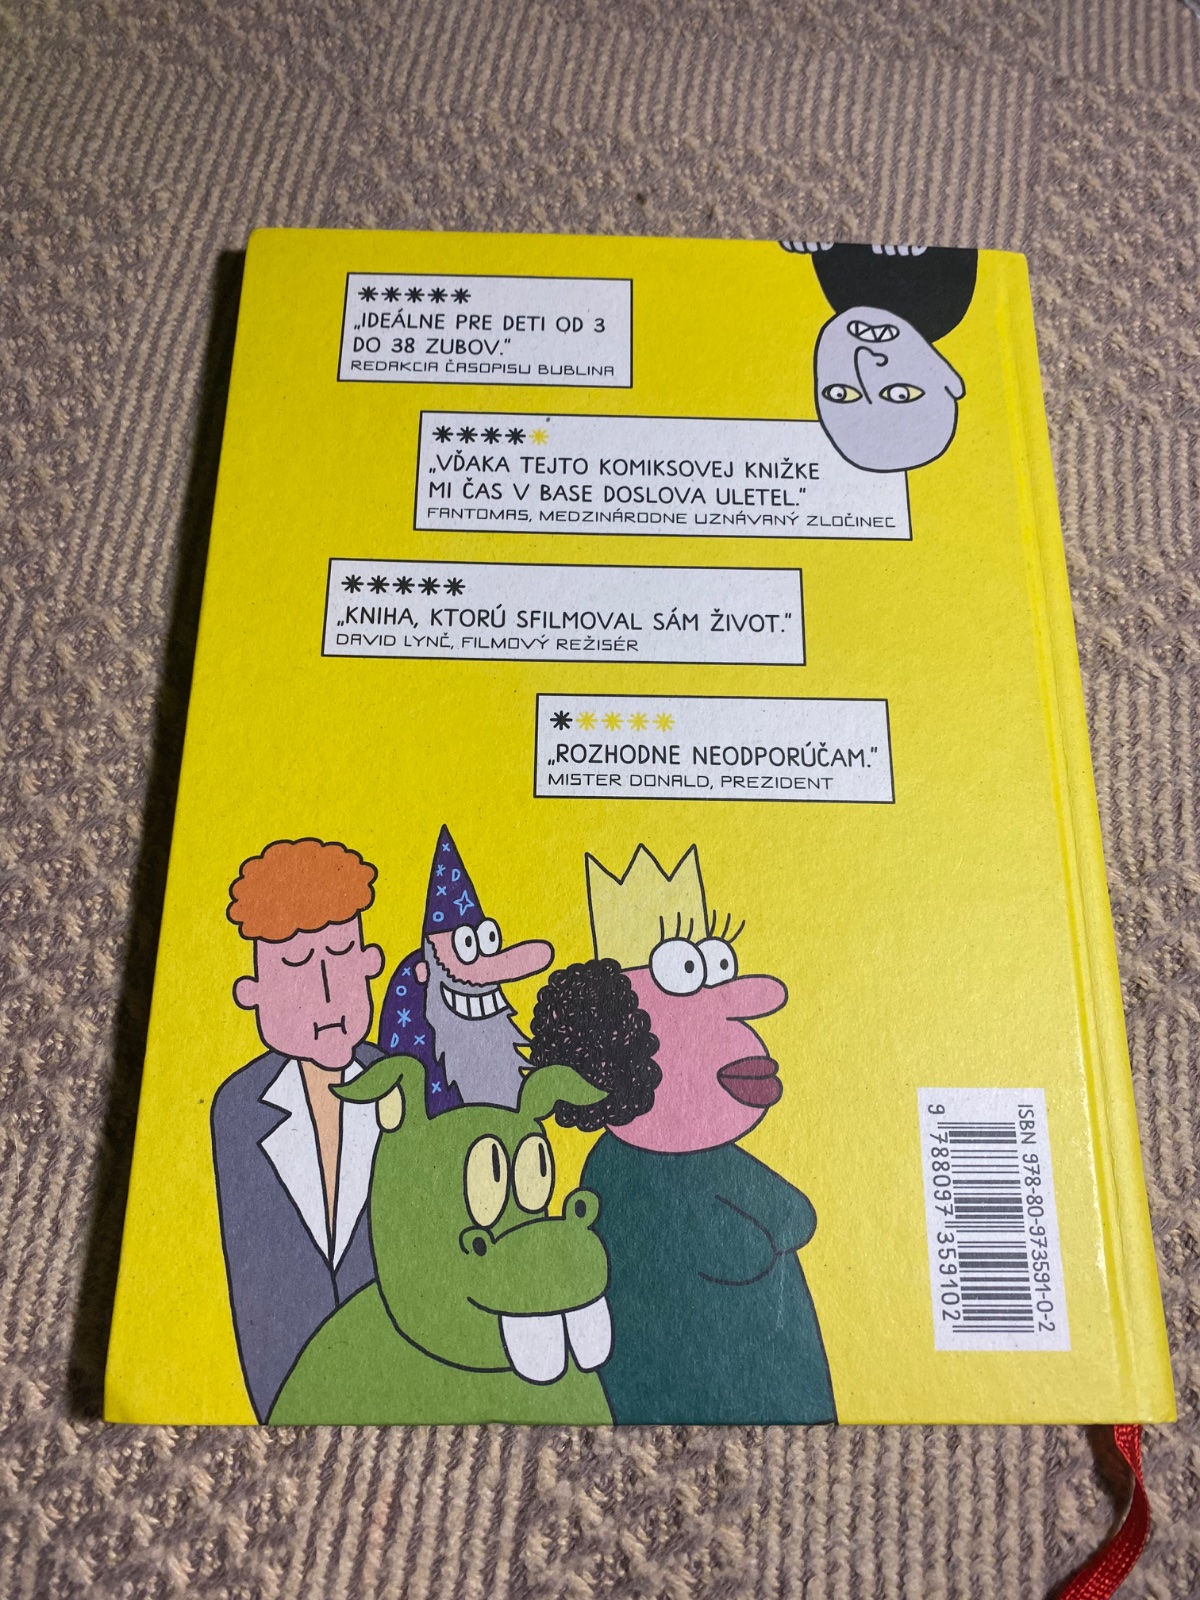 *****
„IDEÁLNE PRE DETI OD 3
DO 38 ZUBOV.“
REDAKCIA ČASOPISU BUBLINA
*****
„VĎAKA TEJTO KOMIKSOVEJ KNIŽKE
MI ČAS V BASE DOSLOVA ULETEL.“
FANTOMAS, MEDZINÁRODNE UZNÁVANÝ ZLOČINEC
*****
„KNIHA, KTORÚ SFILMOVAL SÁM ŽIVOT.“
DAVID LYNČ, FILMOVÝ REŽISÉR
*****
„ROZHODNE NEODPORÚČAM.“
MISTER DONALD, PREZIDENT
ISBN 978-80-973591-0-2
9 788097 359102